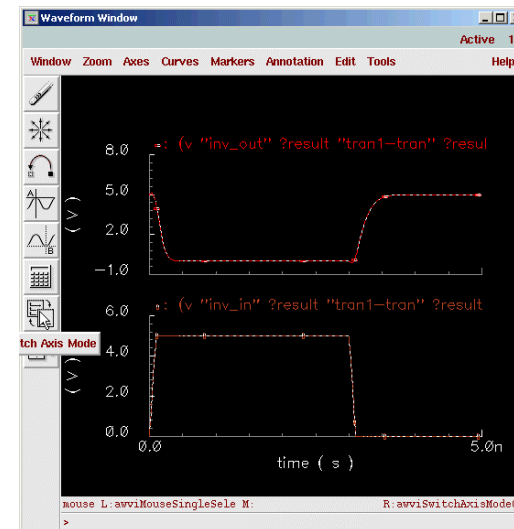 Waveform Window
Active 1
Window Zoom Axes Curves Markers Annotation Edit Tools Help
8.0 : (v "inv_out" ?result "tran1-tran" ?resul
5.0
(V)
2.0
-1.0
6.0 : (v "inv_in" ?result "tran1-tran" ?result
tch Axis Mode
4.0
(V)
2.0
0.0
0.0 5.0n
time ( s )
mouse L:awviMouseSingleSele M: R:awviSwitchAxisMode(
>